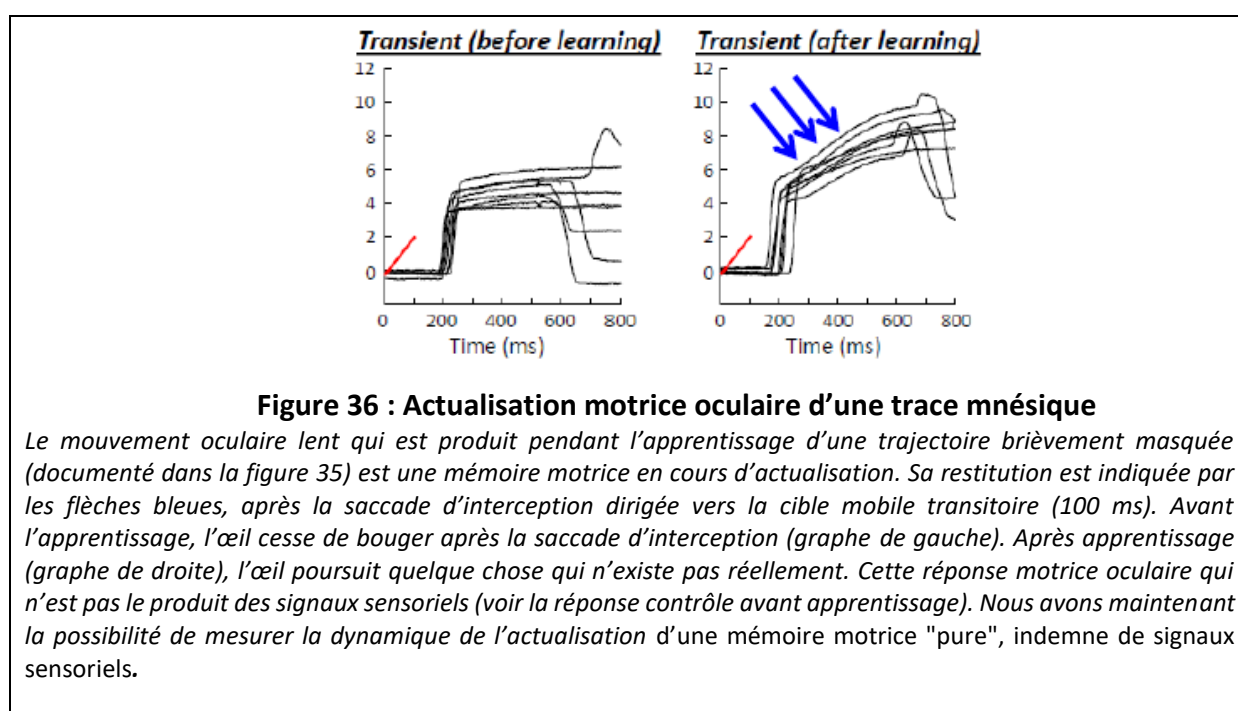 Transient (before learning) Transient (after learning)
12 12
10 10
8 8
6 6
4 4
2 2
0 0
0 200 400 600 800 0 200 400 600 800
Time (ms) Time (ms)
Figure 36 : Actualisation motrice oculaire d’une trace mnésique
Le mouvement oculaire lent qui est produit pendant l’apprentissage d’une trajectoire brièvement masquée
(documenté dans la figure 35) est une mémoire motrice en cours d’actualisation. Sa restitution est indiquée par
les flèches bleues, après la saccade d’interception dirigée vers la cible mobile transitoire (100 ms). Avant
l’apprentissage, l’œil cesse de bouger après la saccade d’interception (graphe de gauche). Après apprentissage
(graphe de droite), l’œil poursuit quelque chose qui n’existe pas réellement. Cette réponse motrice oculaire qui
n’est pas le produit des signaux sensoriels (voir la réponse contrôle avant apprentissage). Nous avons maintenant
la possibilité de mesurer la dynamique de l’actualisation d’une mémoire motrice "pure", indemne de signaux
sensoriels.